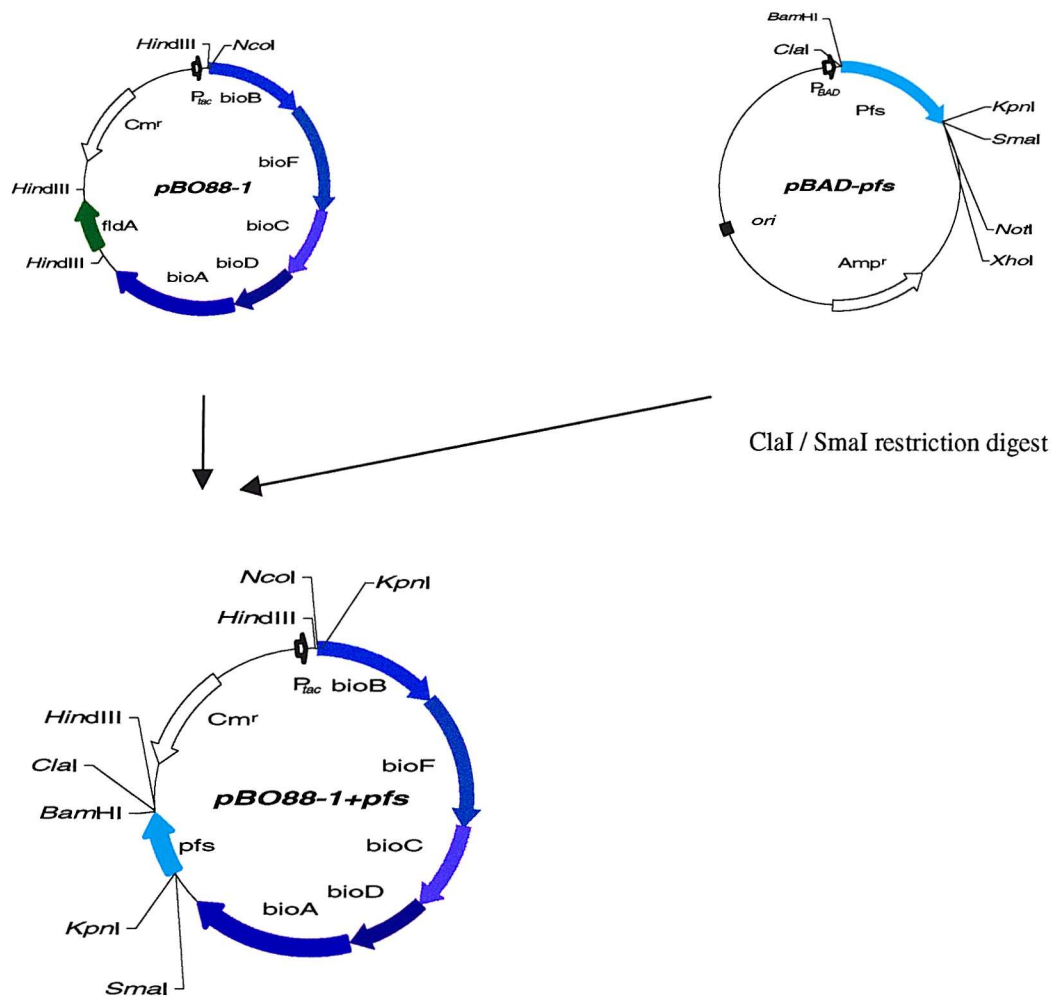 HindIII
NcoI
Ptac
bioB
Cmr
bioF
HindIII
pBO88-1
fldA
bioC
bioD
HindIII
bioA
BamHI
ClaI
PBAD
Pfs
KpnI
SmaI
pBAD-pfs
ori
NotI
XhoI
Ampr
ClaI / SmaI restriction digest
NcoI
KpnI
HindIII
Ptac
bioB
HindIII
Cmr
ClaI
bioF
BamHI
pBO88-1+pfs
pfs
bioC
bioD
bioA
KpnI
SmaI